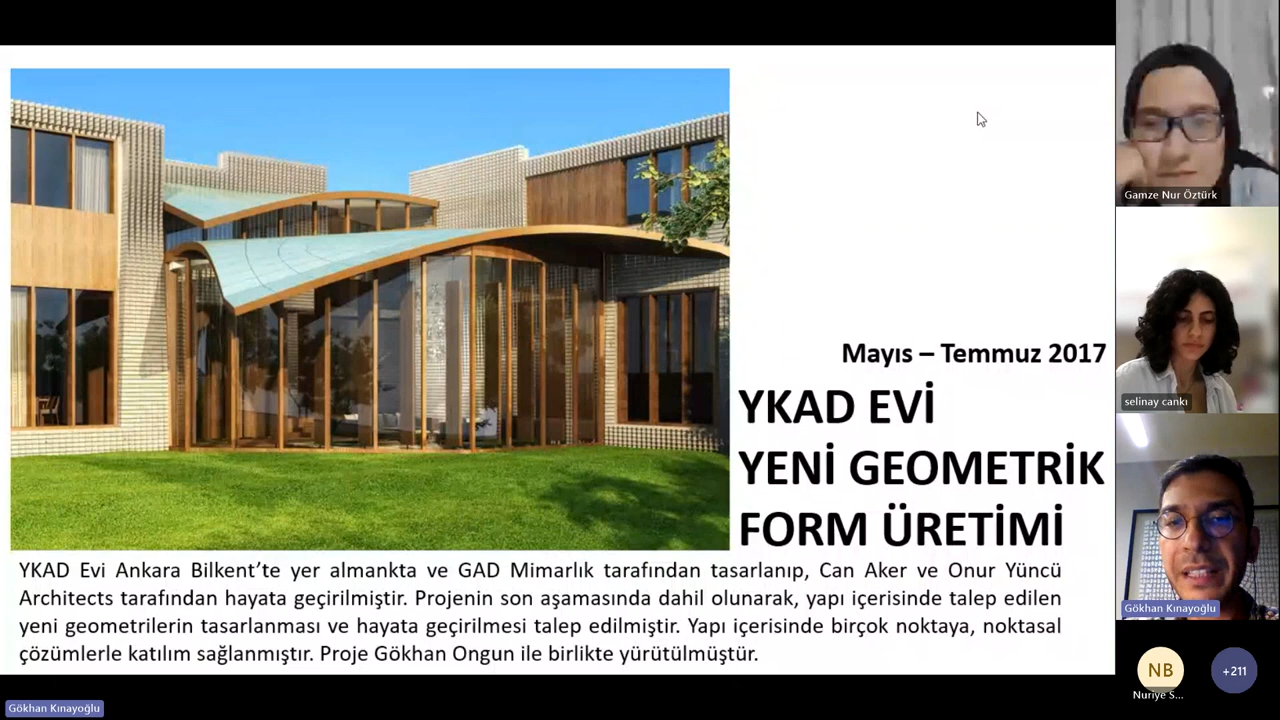 Mayıs – Temmuz 2017
YKAD EVİ
YENİ GEOMETRİK
FORM ÜRETİMİ
YKAD Evi Ankara Bilkent’te yer almankta ve GAD Mimarlık tarafından tasarlanıp, Can Aker ve Onur Yüncü
Architects tarafından hayata geçirilmiştir. Projenin son aşamasında dahil olunarak, yapı içerisinde talep edilen
yeni geometrilerin tasarlanması ve hayata geçirilmesi talep edilmiştir. Yapı içerisinde birçok noktaya, noktasal
çözümlerle katılım sağlanmıştır. Proje Gökhan Ongun ile birlikte yürütülmüştür.
Gamze Nur Öztürk
selinay cankı
Gökhan Kınayoğlu
NB
Nuriye S...
+211
Gökhan Kınayoğlu